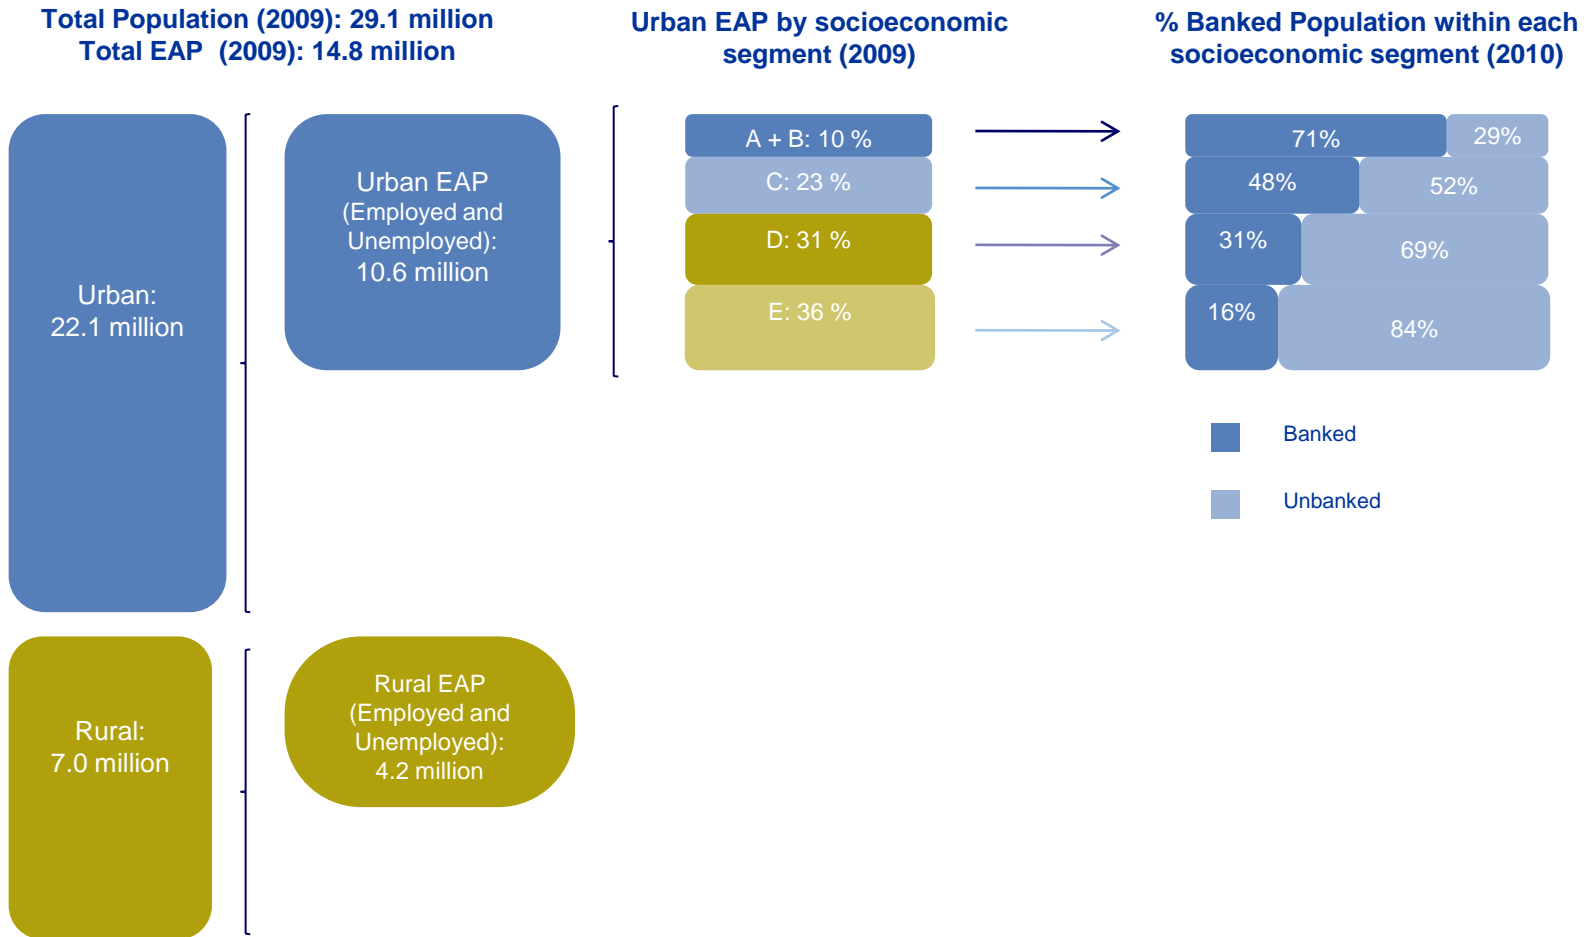 Total Population (2009): 29.1 million
Total EAP  (2009): 14.8 million
Urban EAP by socioeconomic
segment (2009)
% Banked Population within each
socioeconomic segment (2010)
Urban:
22.1 million
Urban EAP
(Employed and
Unemployed):
10.6 million
A + B: 10 %
C: 23 %
D: 31 %
E: 36 %
71%
29%
48%
52%
31%
69%
16%
84%
Banked
Unbanked
Rural:
7.0 million
Rural EAP
(Employed and
Unemployed):
4.2 million